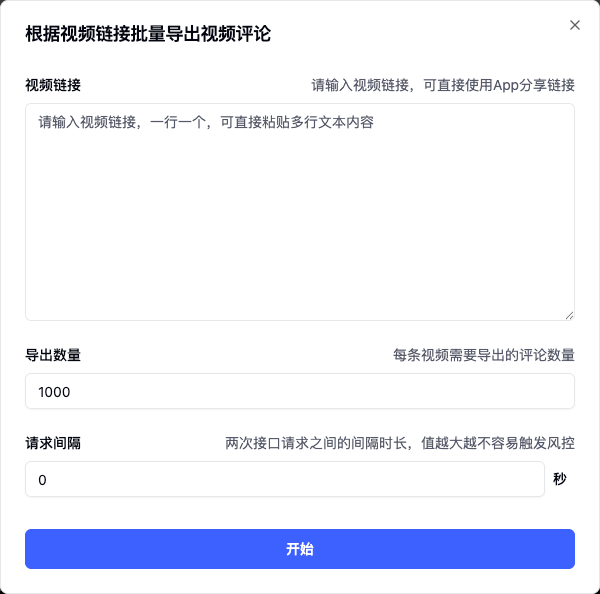 根据视频链接批量导出视频评论
视频链接
请输入视频链接，可直接使用App分享链接
请输入视频链接，一行一个，可直接粘贴多行文本内容
导出数量
每条视频需要导出的评论数量
1000
请求间隔
两次接口请求之间的间隔时长，值越大越不容易触发风控
0
秒
开始